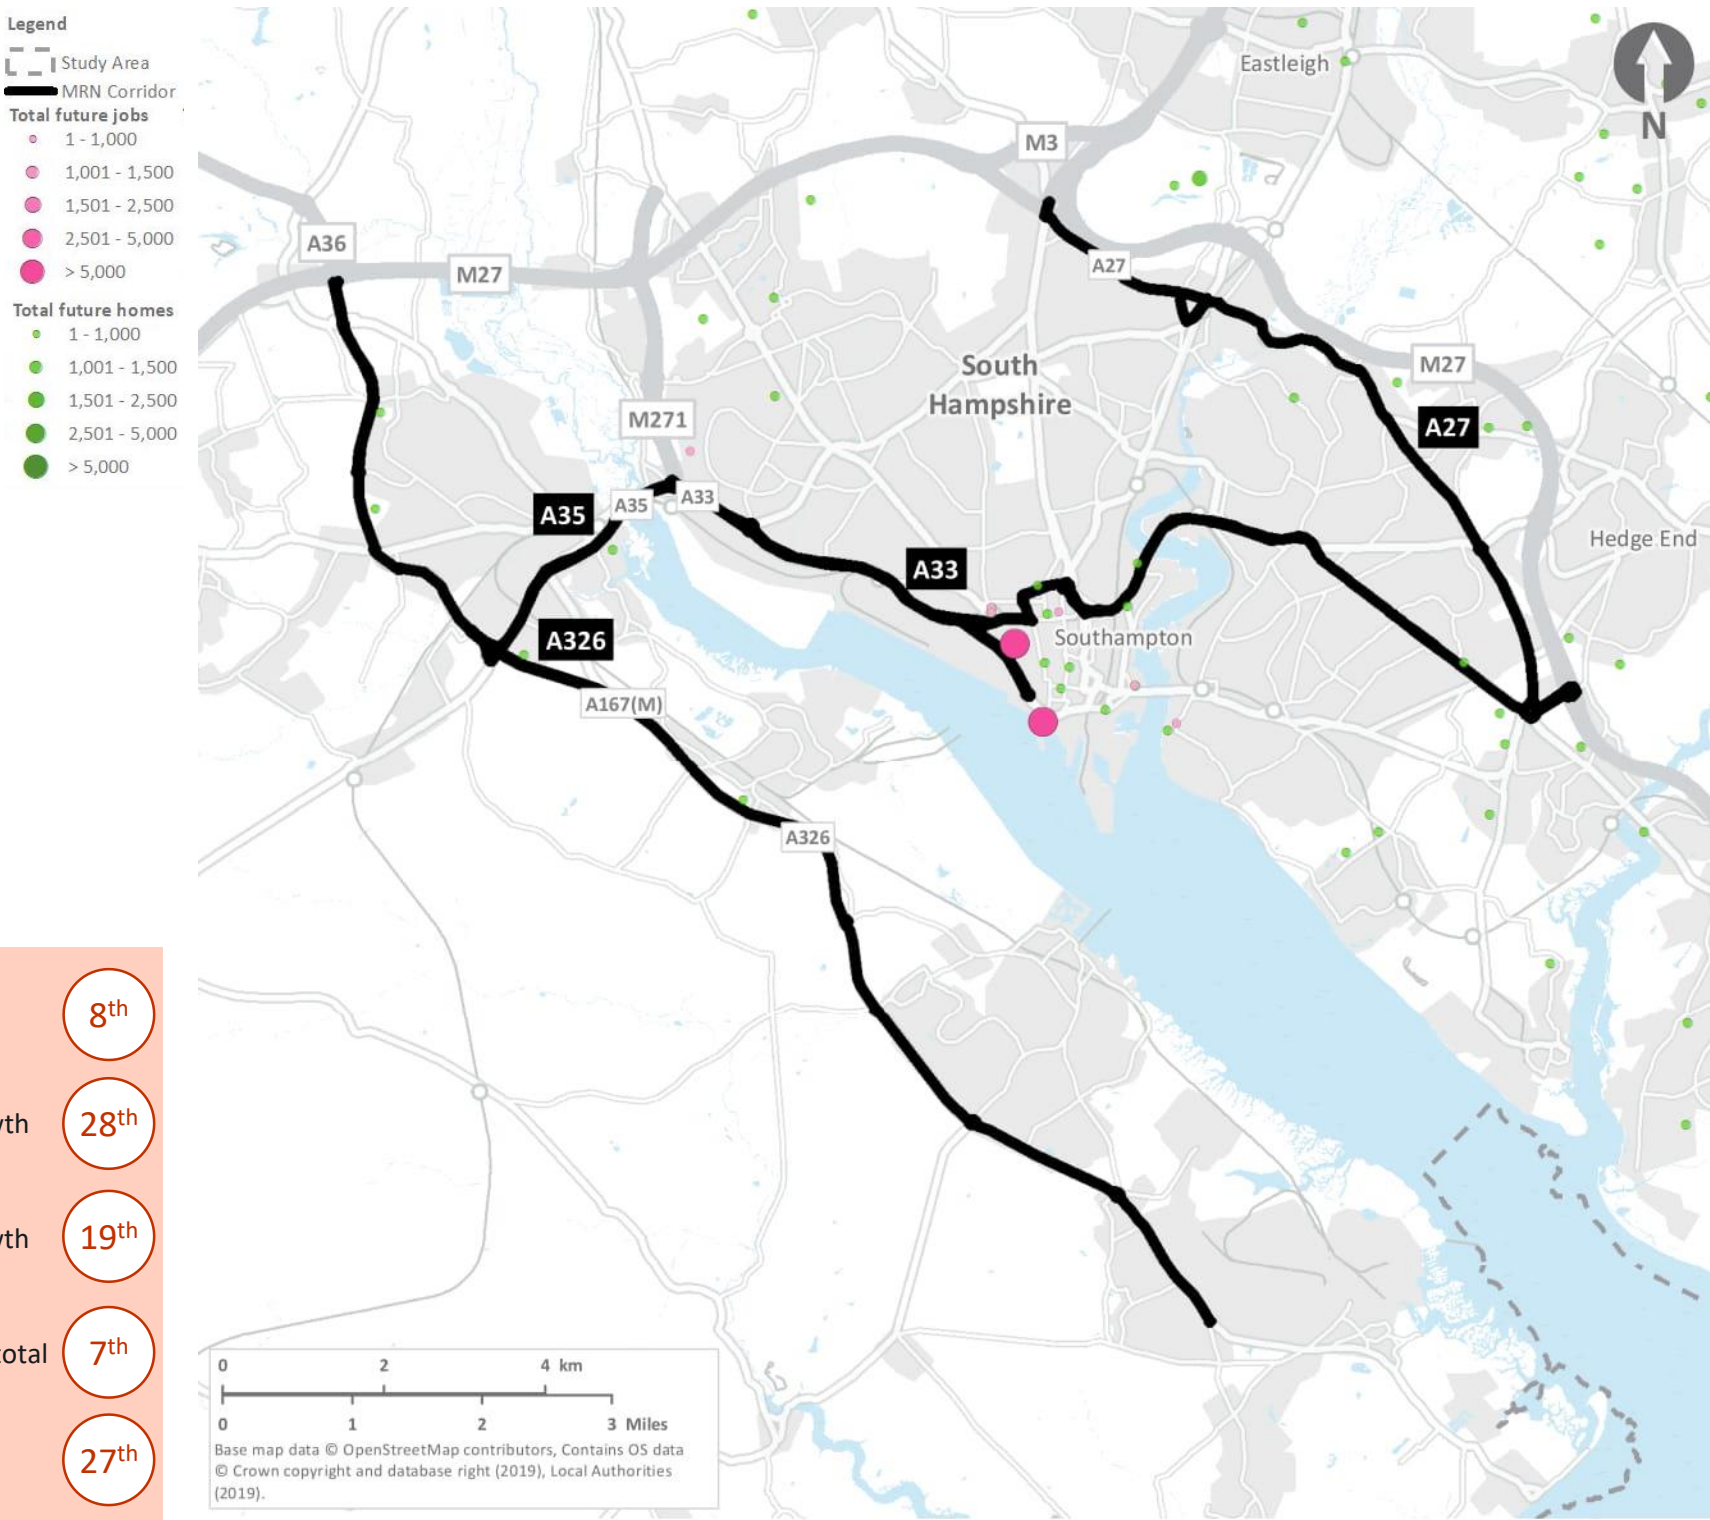 Legend
Study Area
MRN Corridor
Total future jobs
1 - 1,000
1,001 - 1,500
1,501 - 2,500
2,501 - 5,000
> 5,000
Total future homes
1 - 1,000
1,001 - 1,500
1,501 - 2,500
2,501 - 5,000
> 5,000
Eastleigh
N
M3
A36
M27
A27
South
Hampshire
M27
M271
A27
A35
A35
A33
Hedge End
A33
A326
Southampton
A167(M)
A326
8th
28th
19th
total
7th
27th
0 2 4 km
0 1 2 3 Miles
Base map data © OpenStreetMap contributors, Contains OS data
© Crown copyright and database right (2019), Local Authorities
(2019).